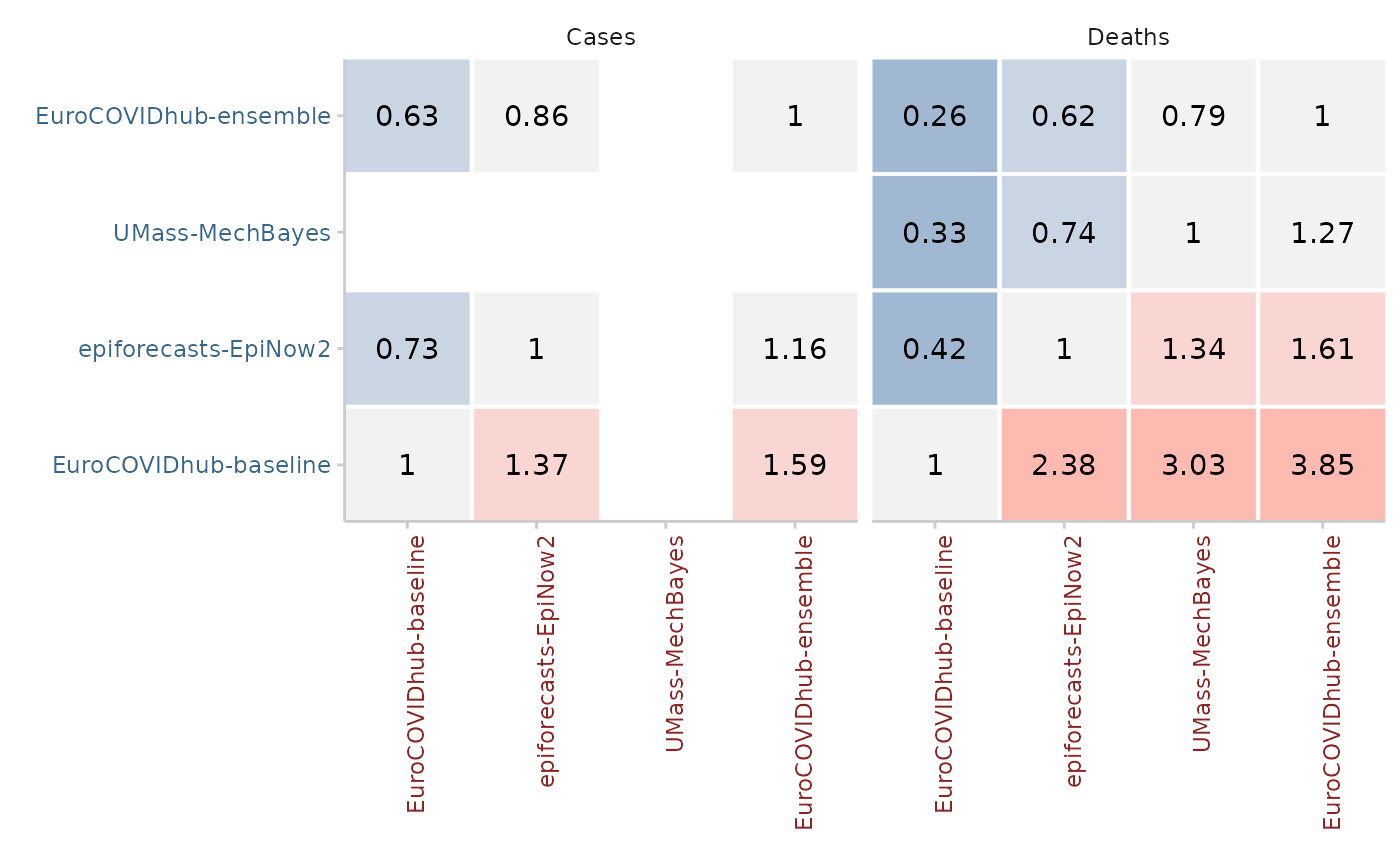 Cases Deaths
EuroCOVIDhub-ensemble 0.63 0.86 1 0.26 0.62 0.79 1
UMass-MechBayes 0.33 0.74 1 1.27
epiforecasts-EpiNow2 0.73 1 1.16 0.42 1 1.34 1.61
EuroCOVIDhub-baseline 1 1.37 1.59 1 2.38 3.03 3.85
EuroCOVIDhub-baseline
epiforecasts-EpiNow2
UMass-MechBayes
EuroCOVIDhub-ensemble
EuroCOVIDhub-baseline
epiforecasts-EpiNow2
UMass-MechBayes
EuroCOVIDhub-ensemble